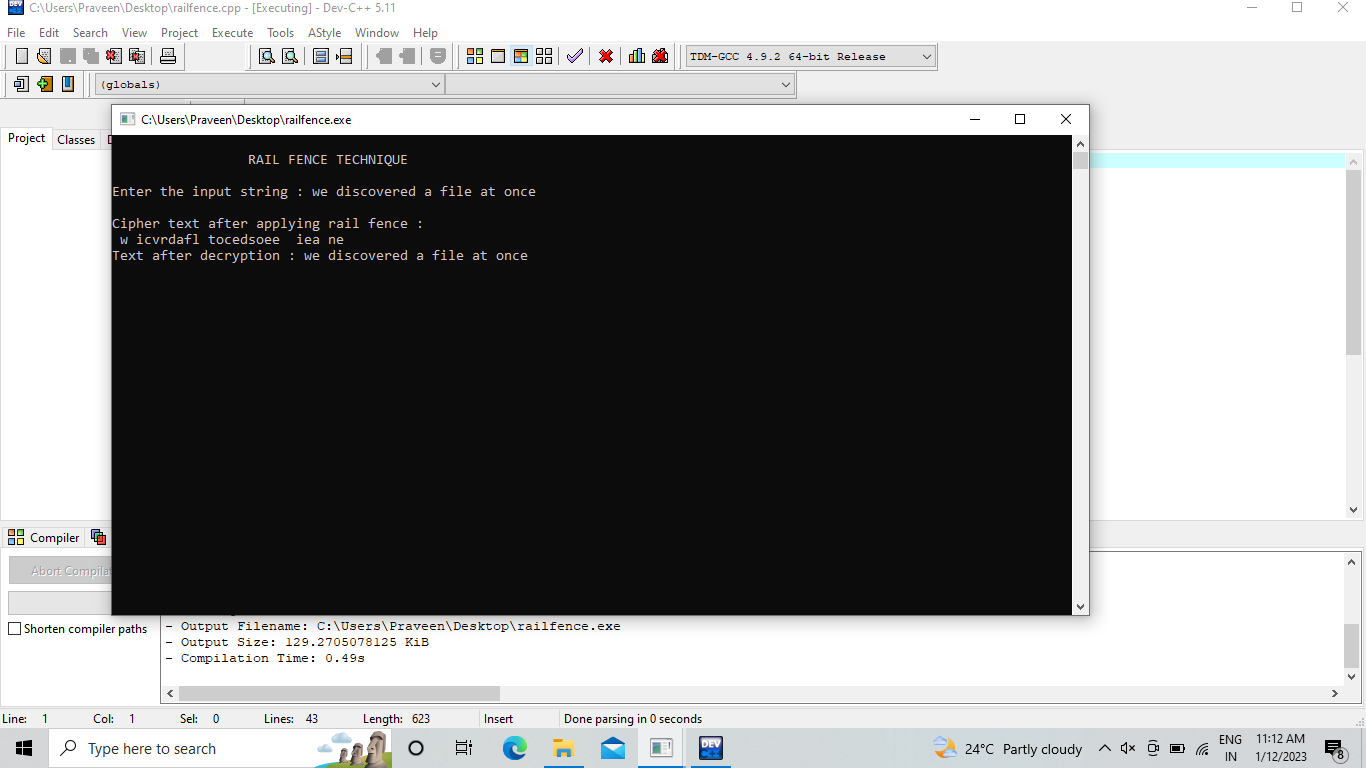 C:\Users\Praveen\Desktop\railfence.cpp - [Executing] - Dev-C++ 5.11
File Edit Search View Project Execute Tools AStyle Window Help
TDM-GCC 4.9.2 64-bit Release
(globals)
C:\Users\Praveen\Desktop\railfence.exe
Project Classes
RAIL FENCE TECHNIQUE
Enter the input string : we discovered a file at once
Cipher text after applying rail fence :
w icvrdafl tocedsoee  iea ne
Text after decryption : we discovered a file at once
Compiler
Abort Compilat
Shorten compiler paths
- Output Filename: C:\Users\Praveen\Desktop\railfence.exe
- Output Size: 129.2705078125 KiB
- Compilation Time: 0.49s
Line: 1 Col: 1 Sel: 0 Lines: 43 Length: 623 Insert Done parsing in 0 seconds
Type here to search
DEV
24°C Partly cloudy
ENG
IN
11:12 AM
1/12/2023
8